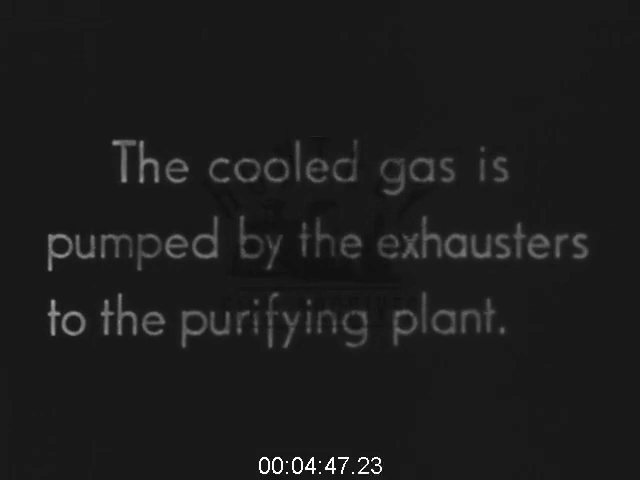 The cooled gas is
pumped by the exhausters
to the purifying plant.
00:04:47.23